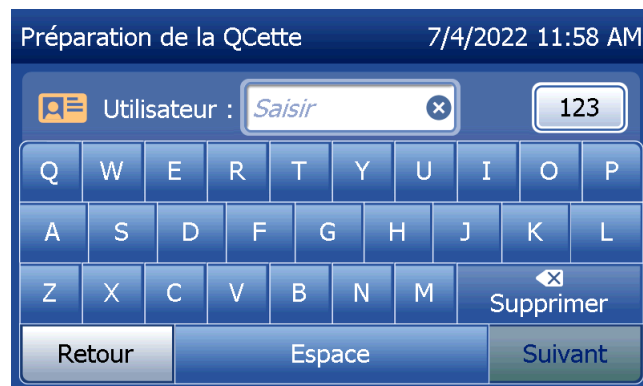 Préparation de la QCette 7/4/2022 11:58 AM
Utilisateur : Saisir 123
Q W E R T Y U I O P
A S D F G H J K L
Z X C V B N M Supprimer
Retour Espace Suivant